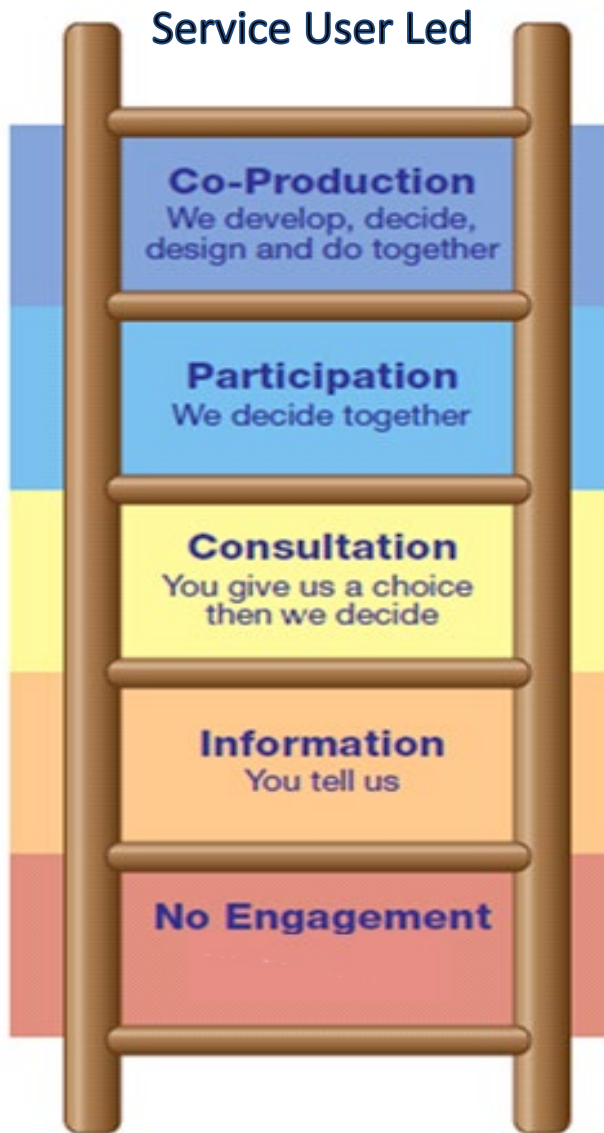 Service User Led
Co-Production
We develop, decide,
design and do together
Participation
We decide together
Consultation
You give us a choice
then we decide
Information
You tell us
No Engagement